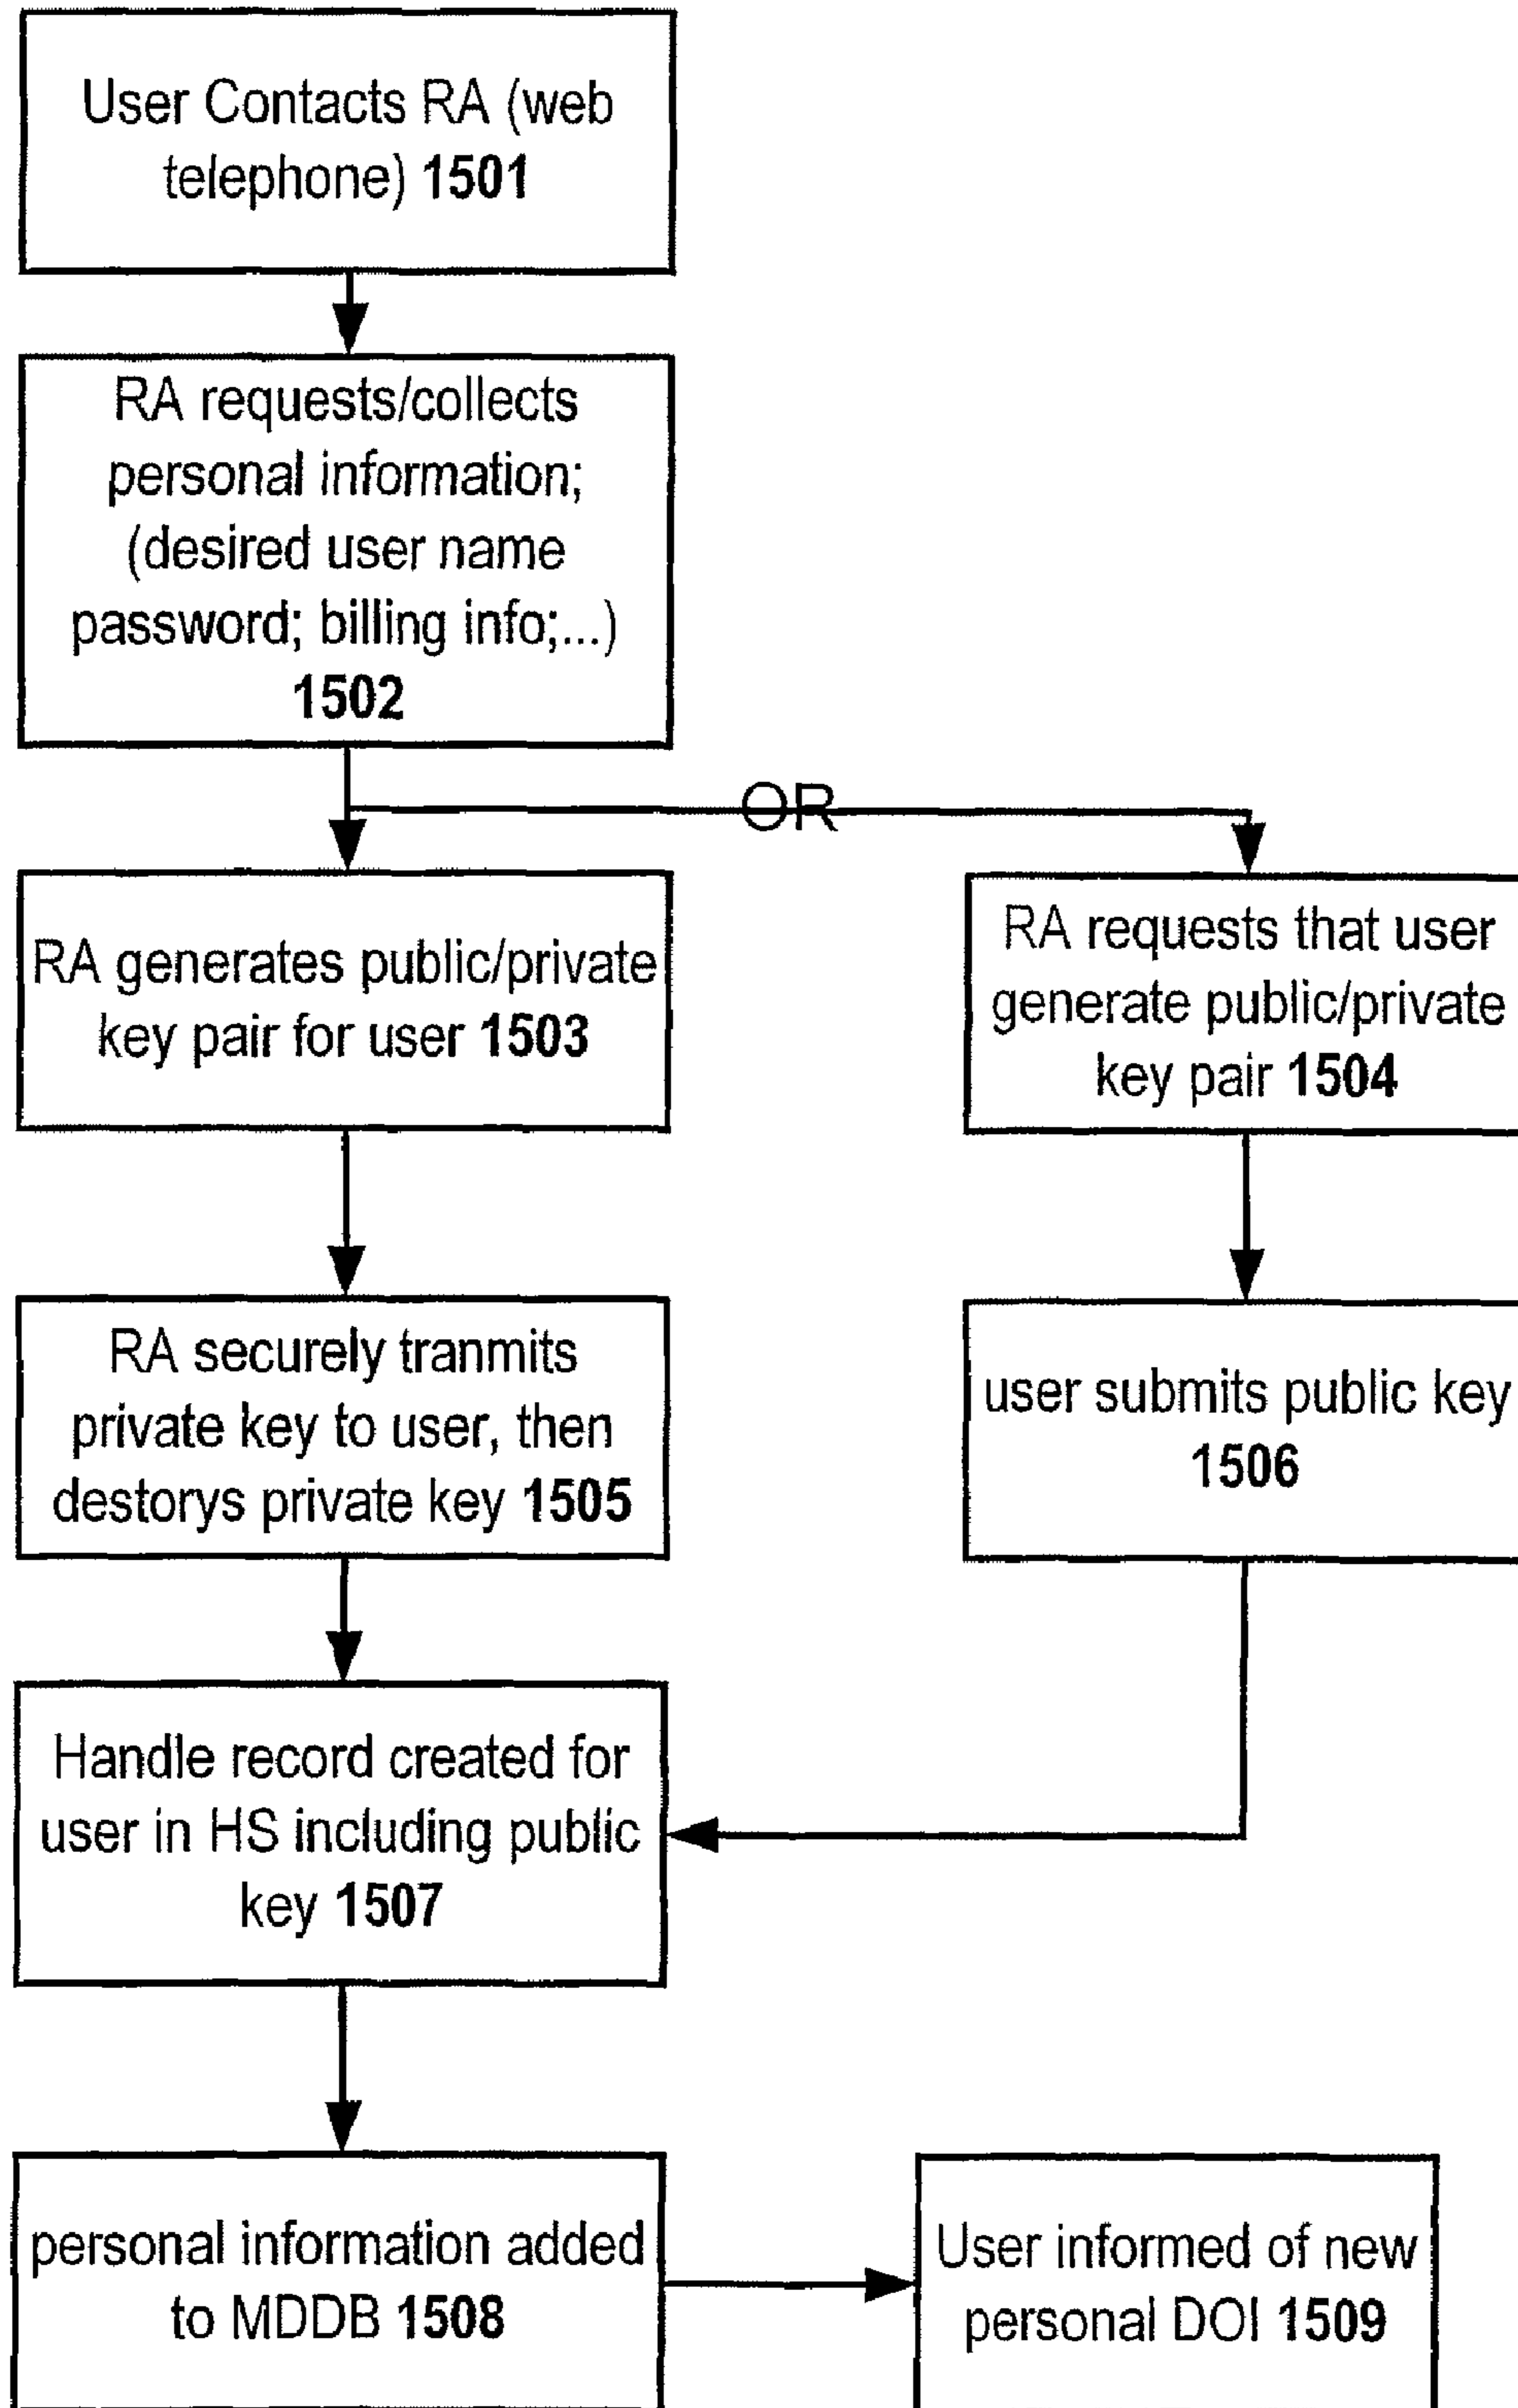 User Contacts RA (web
telephone) 1501
RA requests/collects
personal information;
(desired user name
password; billing info;...)
1502
OR
RA generates public/private
key pair for user 1503
RA requests that user
generate public/private
key pair 1504
RA securely tranmits
private key to user, then
destorys private key 1505
user submits public key
1506
Handle record created for
user in HS including public
key 1507
personal information added
to MDDB 1508
User informed of new
personal DOI 1509